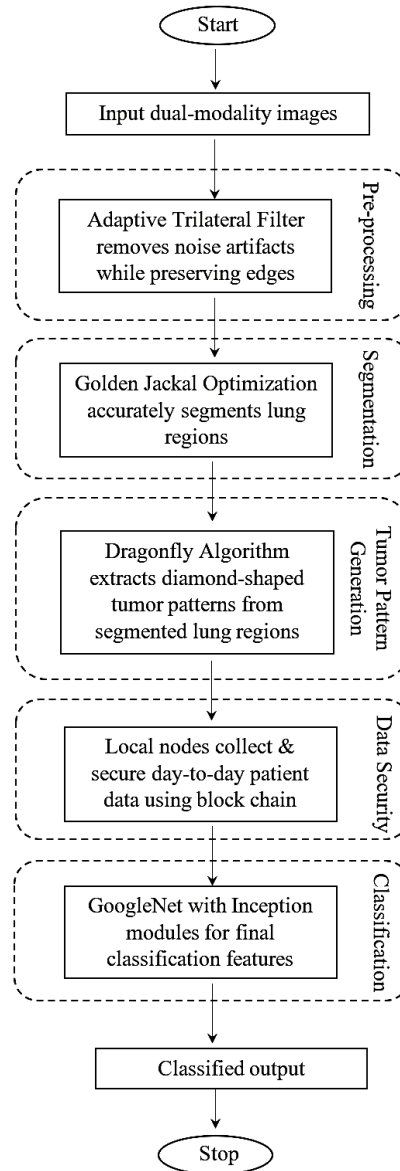 Start
Input dual-modality images
Pre-processing
Adaptive Trilateral Filter
removes noise artifacts
while preserving edges
Segmentation
Golden Jackal Optimization
accurately segments lung
regions
Tumor Pattern
Generation
Dragonfly Algorithm
extracts diamond-shaped
tumor patterns from
segmented lung regions
Data Security
Local nodes collect &
secure day-to-day patient
data using block chain
Classification
GoogleNet with Inception
modules for final
classification features
Classified output
Stop